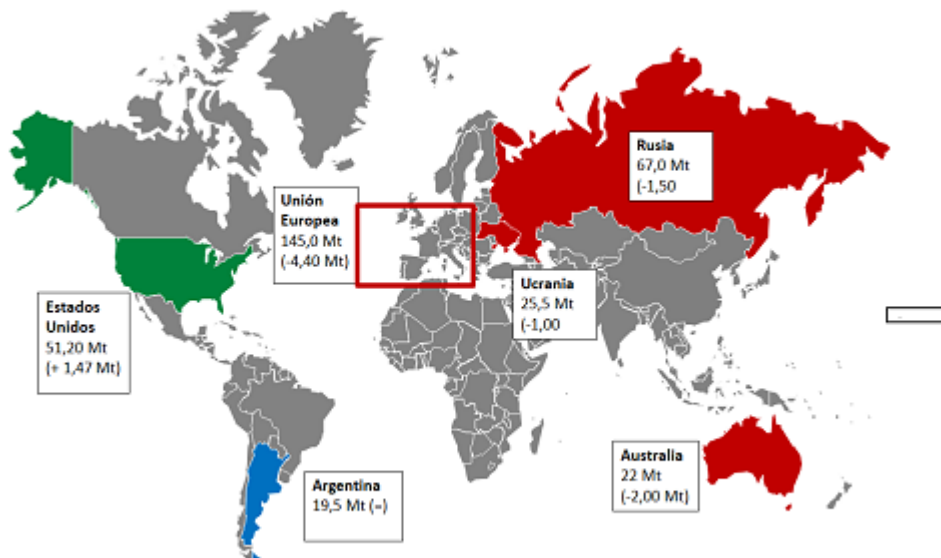 Rusia
67,0 Mt
(-1,50
Unión
Europea
145,0 Mt
(-4,40 Mt)
Ucrania
25,5 Mt
(-1,00
Estados
Unidos
51,20 Mt
(+ 1,47 Mt)
Australia
22 Mt
(-2,00 Mt)
Argentina
19,5 Mt (=)